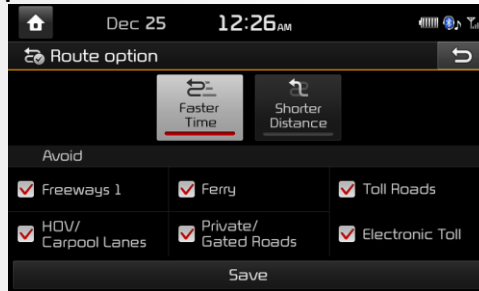 Dec 25 12:26AM
Route option
Faster
Time
Shorter
Distance
Avoid
Freeways 1
Ferry
Toll Roads
HOV/
Carpool Lanes
Private/
Gated Roads
Electronic Toll
Save